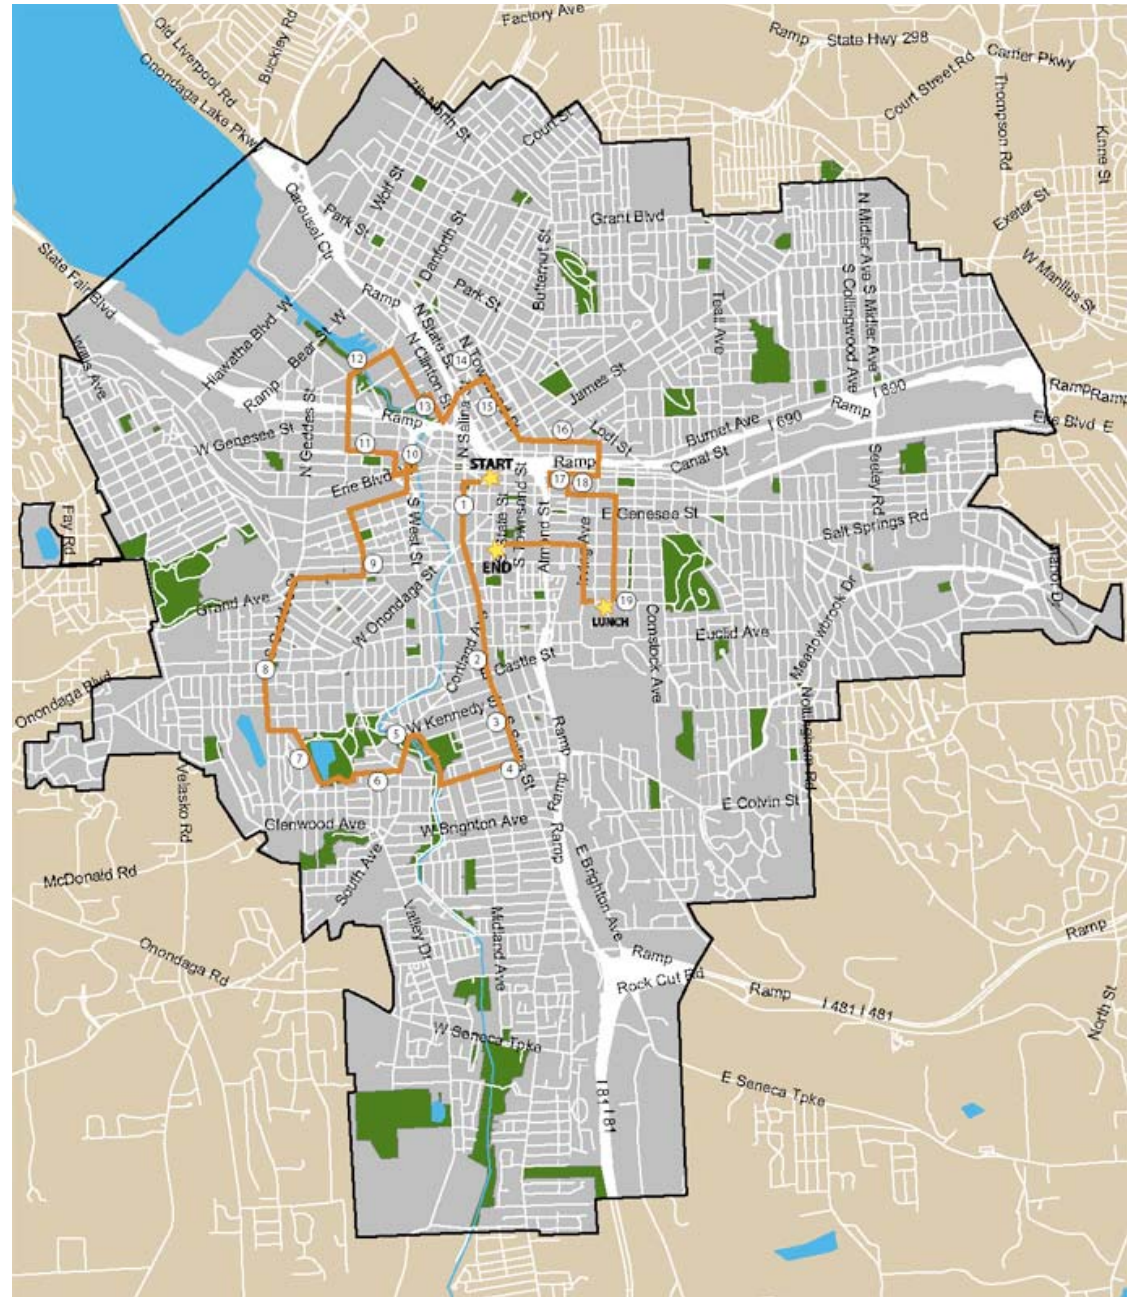 Factory Ave
Ramp
State Hwy 298
Old Liverpool Rd
Buckley Rd
Carrier Pkwy
Onondaga Lake Pkwy
Court Street Rd
Thompson Rd
7th North St
Court St
Kinne St
Wolf St
Carousel Ctr
Park St
Grant Blvd
N Midler Ave
Exeter St
Danforth St
State Fair Blvd
Butternut St
W Manlius St
Park St
Ramp
S Midler Ave
S Collingwood Ave
Teall Ave
Hiawatha Blvd W
Bear St W
N State St
N Clinton St
Willis Ave
12
14
James St
I 690
Ramp
Ramp
Ramp
Ramp
N Geddes St
13
15
Ramp
Burnet Ave
I 690
Erie Blvd E
W Genesee St
11
N Salina
16
Lodi St
10
START
Ramp
Canal St
Seeley Rd
Erie Blvd
17
18
1
S West St
S Townsend St
State St
Almond St
E Genesee St
Salt Springs Rd
Fay Rd
END
9
W Onondaga St
Grand Ave
19
LUNCH
Meadowbrook Dr
Comstock Ave
Euclid Ave
8
2
Cortland Ave
Castle St
Onondaga Blvd
W Kennedy St
3
5
Ramp
Nottingham Rd
7
6
4
Velasko Rd
Ramp
E Colvin St
Glenwood Ave
W Brighton Ave
Ramp
South Ave
E Brighton Ave
McDonald Rd
Valley Dr
Midland Ave
Onondaga Rd
Ramp
Ramp
Rock Cut Rd
Ramp
I 481 I 481
North St
W Seneca Tpke
E Seneca Tpke
I 81 I 81